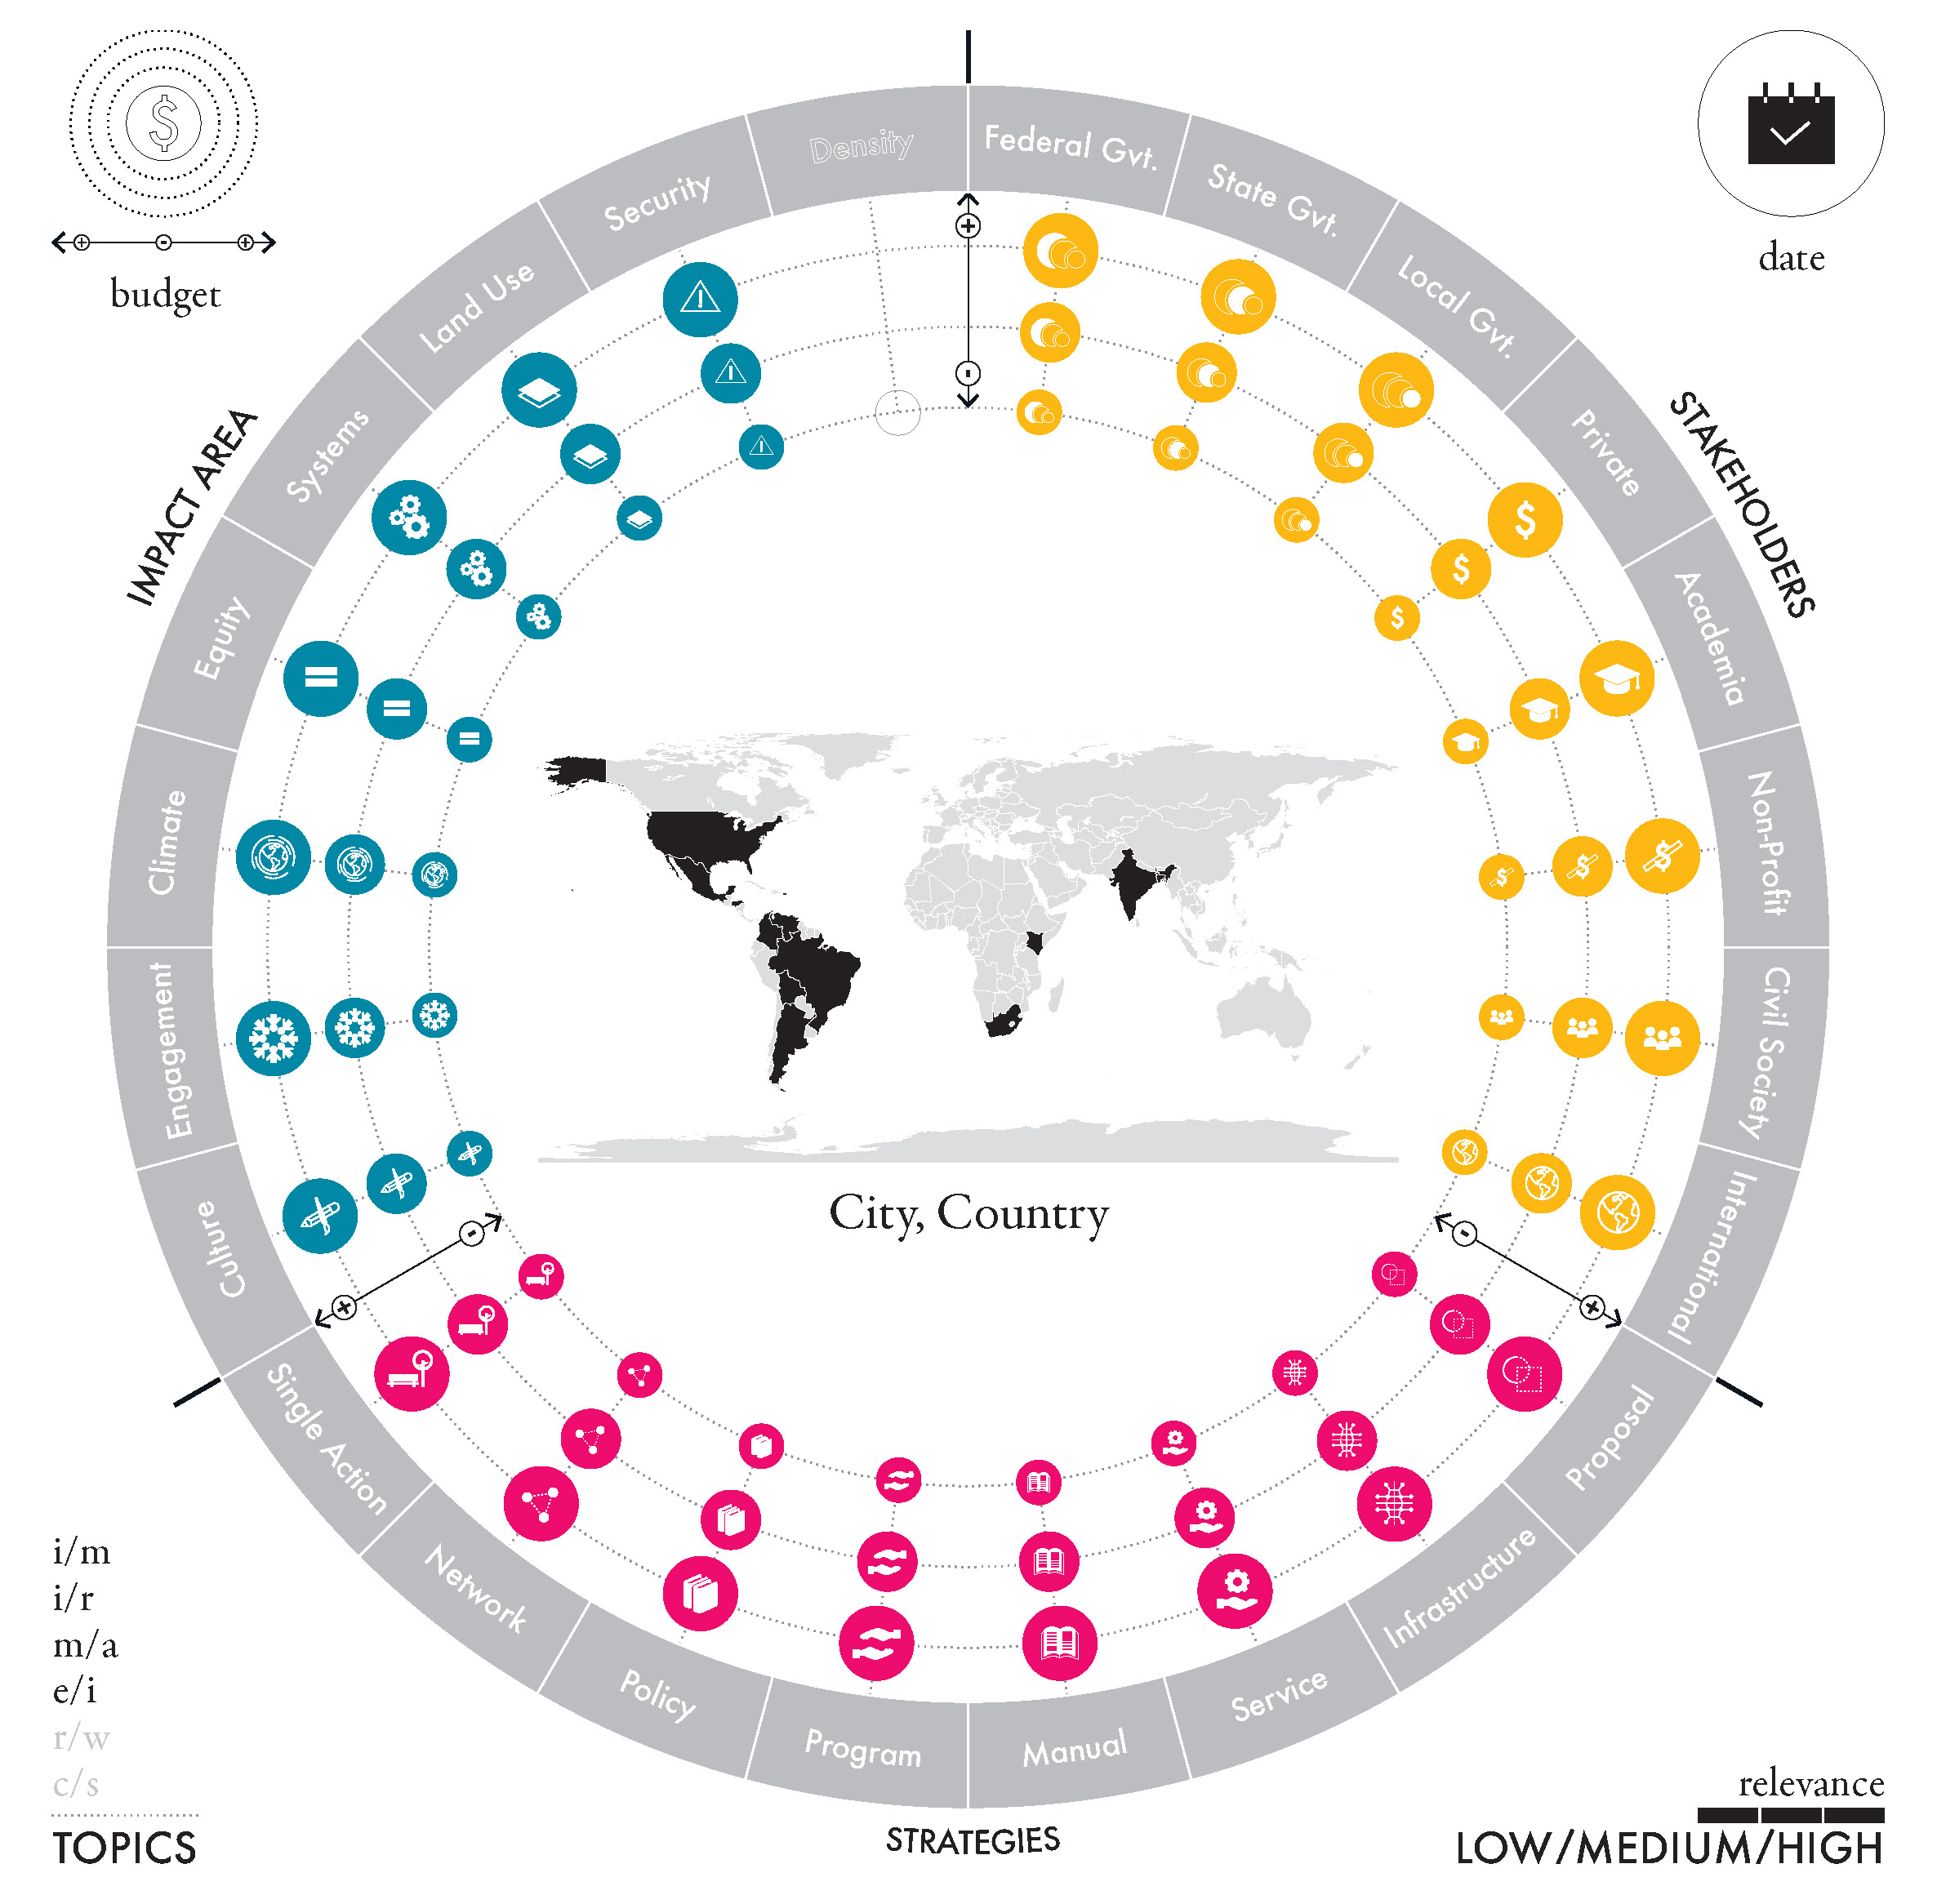 budget
date
Density
Federal Gvt.
State Gvt.
Local Gvt.
Private
Academia
Non-Profit
Civil Society
International
STAKEHOLDERS
Proposal
Infrastructure
Service
Manual
Program
Policy
Network
Single Action
STRATEGIES
Culture
Engagement
Climate
Equity
Systems
Land Use
Security
IMPACT AREA
City, Country
i/m
i/r
m/a
e/i
r/w
c/s
TOPICS
relevance
LOW/MEDIUM/HIGH